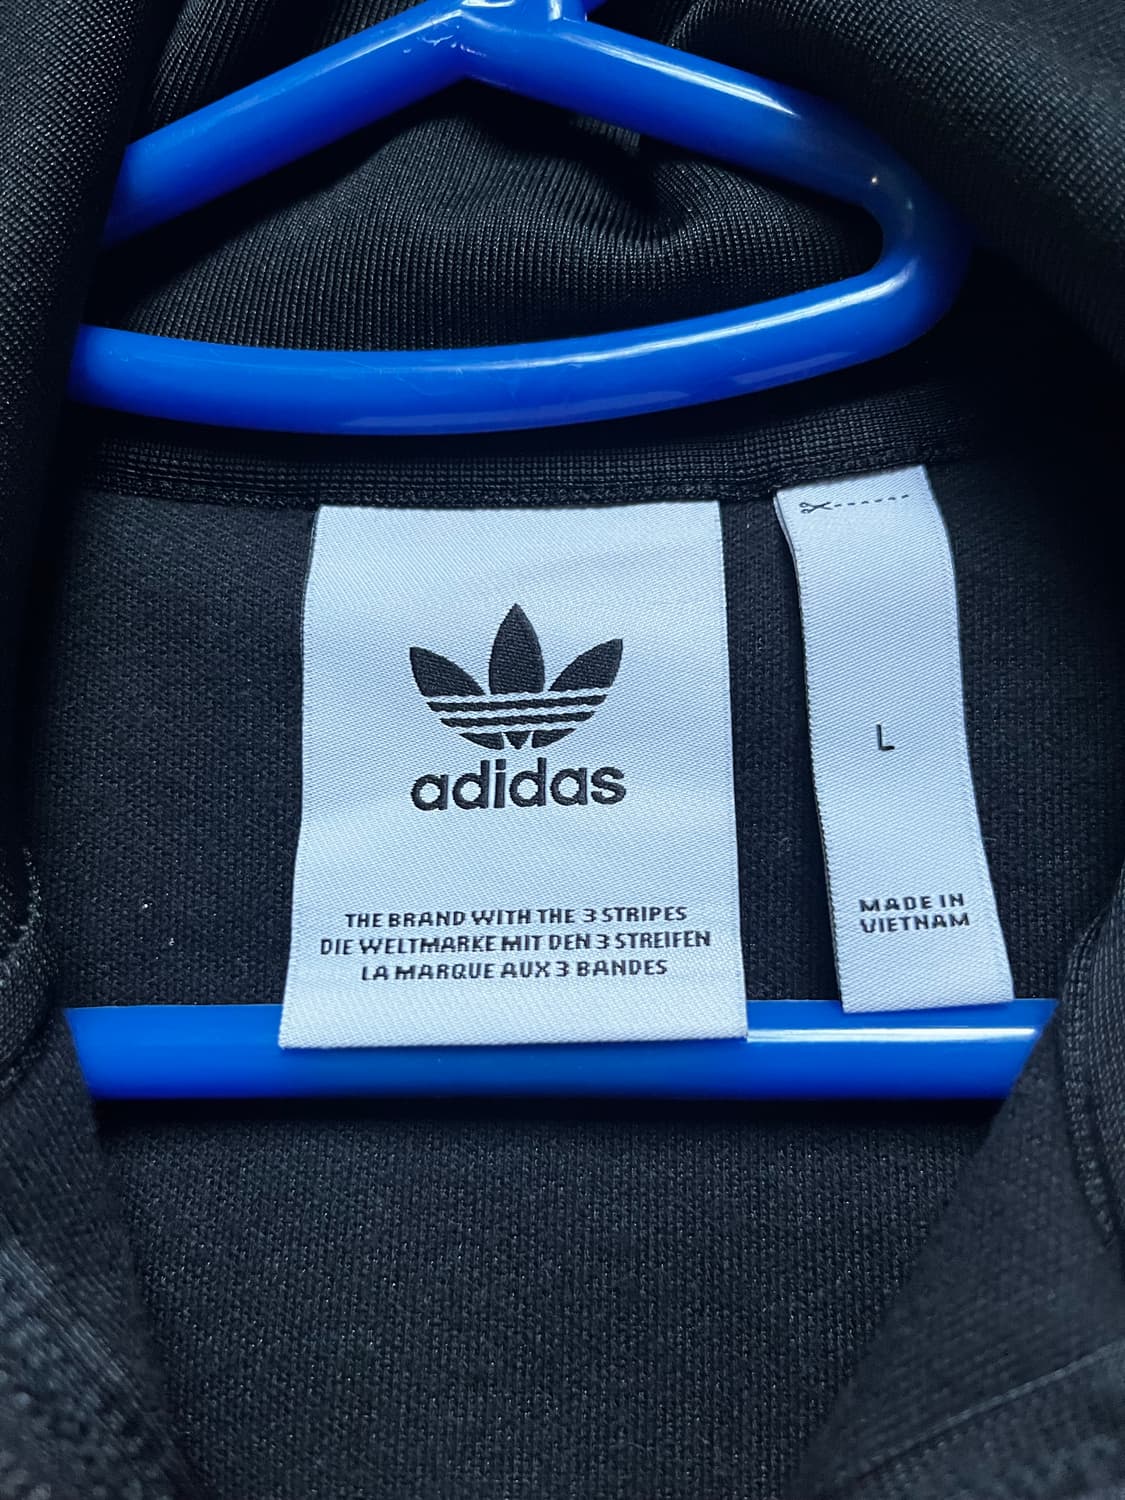 adidas
THE BRAND WITH THE 3 STRIPES
DIE WELTMARKE MIT DEN 3 STREIFEN
LA MARQUE AUX 3 BANDES
L
MADE IN
VIETNAM